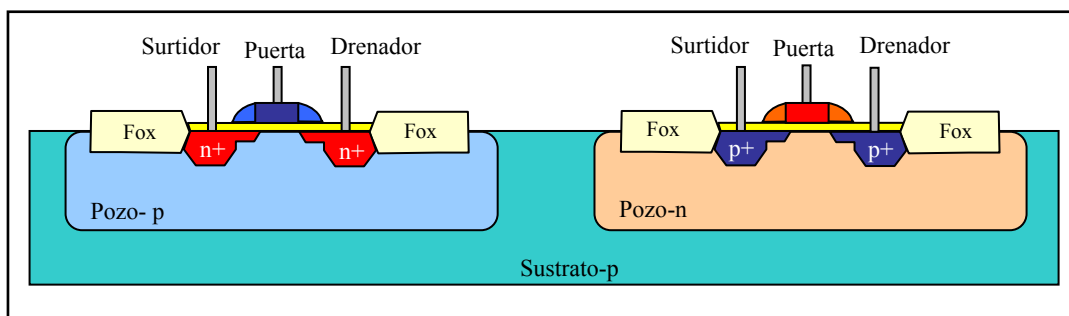 Surtidor Puerta Drenador
Surtidor Puerta Drenador
Fox n+ n+ Fox
Fox p+ p+ Fox
Pozo- p
Pozo-n
Sustrato-p